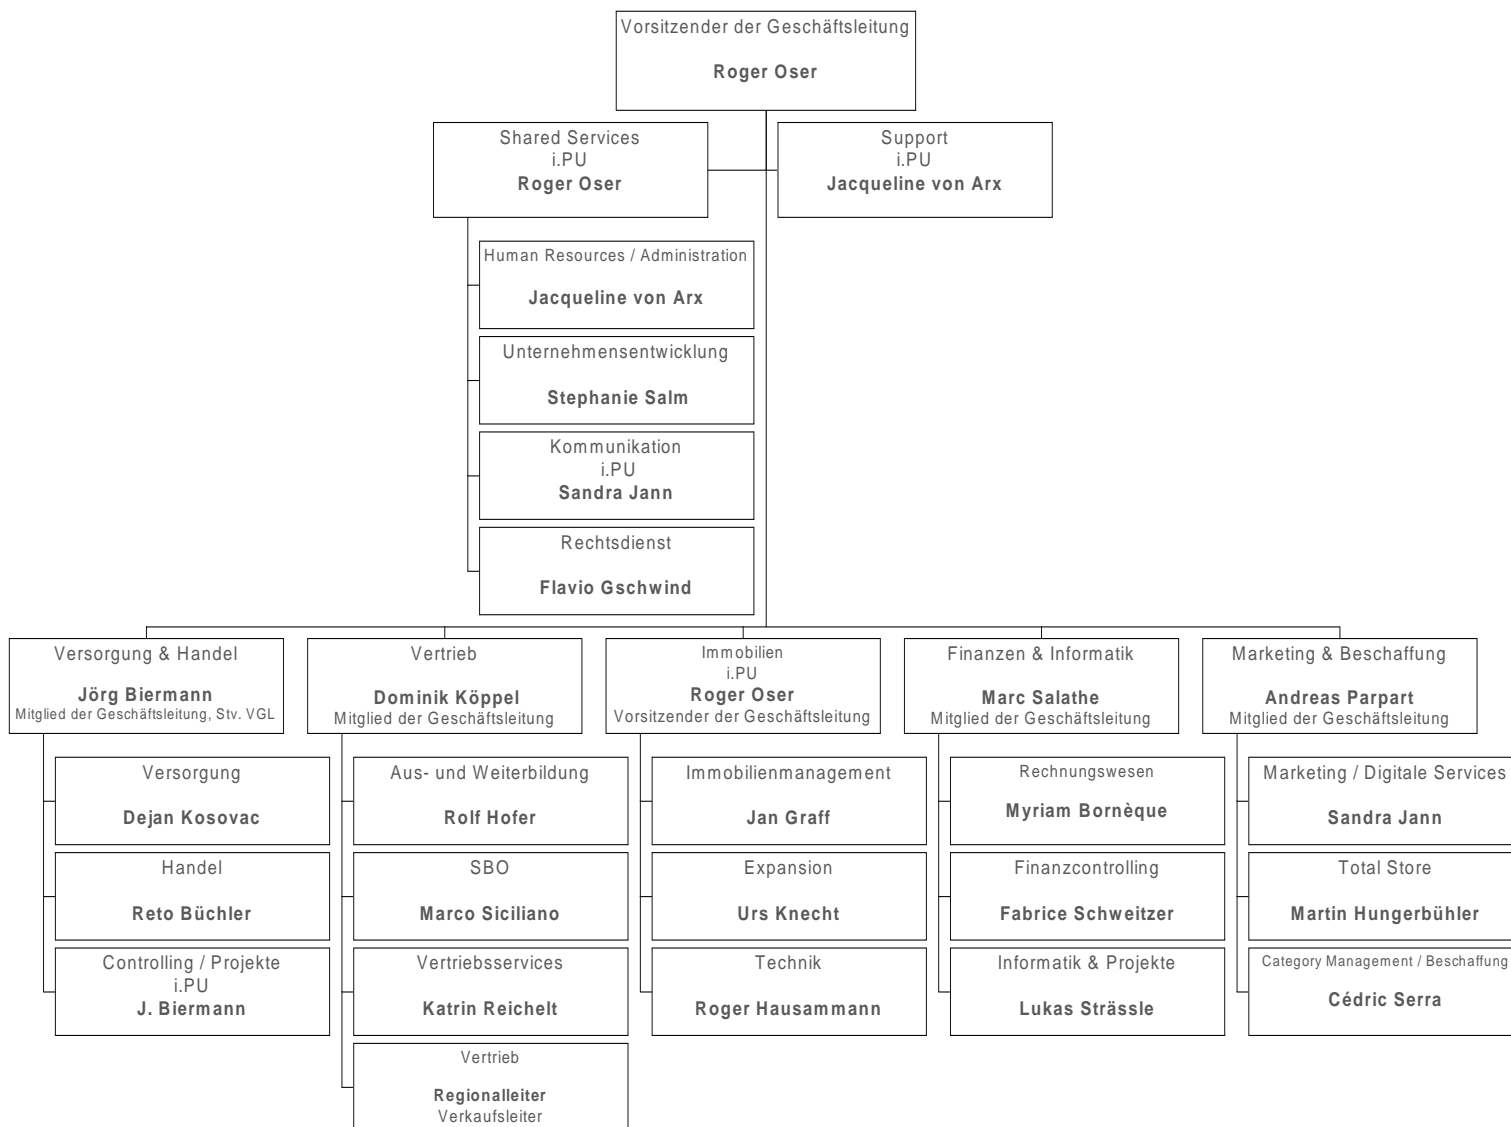 Vorsitzender der Geschäftsleitung
Roger Oser
Shared Services
i.PU
Roger Oser
Support
i.PU
Jacqueline von Arx
Human Resources / Administration
Jacqueline von Arx
Unternehmensentwicklung
Stephanie Salm
Kommunikation
i.PU
Sandra Jann
Rechtsdienst
Flavio Gschwind
Versorgung & Handel
Jörg Biermann
Mitglied der Geschäftsleitung, Stv. VGL
Versorgung
Dejan Kosovac
Handel
Reto Büchler
Controlling / Projekte
i.PU
J. Biermann
Vertrieb
Dominik Köppel
Mitglied der Geschäftsleitung
Aus- und Weiterbildung
Rolf Hofer
SBO
Marco Siciliano
Vertriebsservices
Katrin Reichelt
Vertrieb
Regionalleiter
Verkaufsleiter
Immobilien
i.PU
Roger Oser
Vorsitzender der Geschäftsleitung
Immobilienmanagement
Jan Graff
Expansion
Urs Knecht
Technik
Roger Hausammann
Finanzen & Informatik
Marc Salathe
Mitglied der Geschäftsleitung
Rechnungswesen
Myriam Bornèque
Finanzcontrolling
Fabrice Schweitzer
Informatik & Projekte
Lukas Strässle
Marketing & Beschaffung
Andreas Parpart
Mitglied der Geschäftsleitung
Marketing / Digitale Services
Sandra Jann
Total Store
Martin Hungerbühler
Category Management / Beschaffung
Cédric Serra